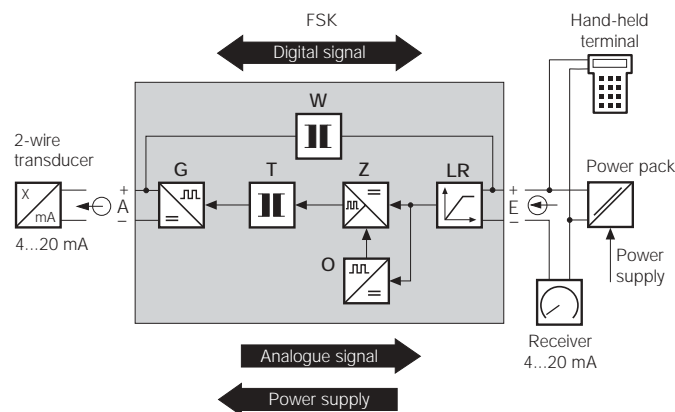 FSK
Digital signal
Hand-held
terminal
W
2-wire
transducer
G
T
Z
LR
Power pack
X
mA
+
A
–
+
E
–
4...20 mA
O
Power
supply
Receiver
4...20 mA
Analogue signal
Power supply